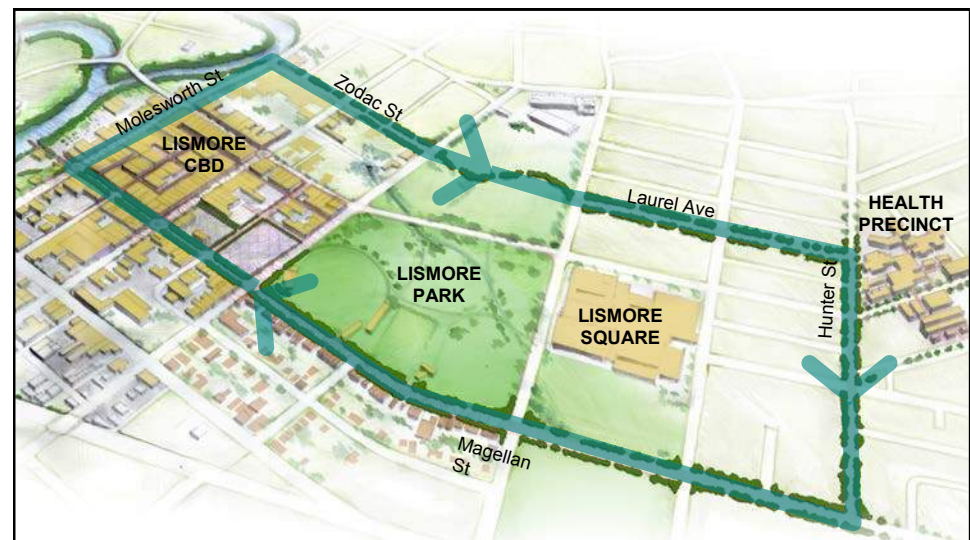 Molesworth St
Zodac St
LISMORE
CBD
Laurel Ave
HEALTH
PRECINCT
LISMORE
PARK
Hunter St
LISMORE
SQUARE
Magellan
St